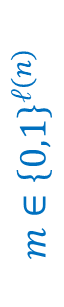 m ∈ {0,1}^ℓ(n)